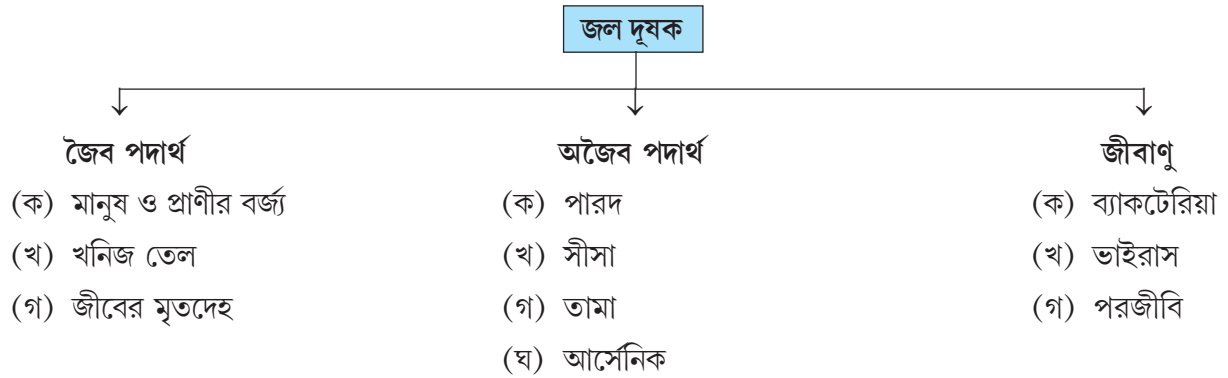 জল দূষক
জৈব পদার্থ
(ক) মানুষ ও প্রাণীর বর্জ্য
(খ) খনিজ তেল
(গ) জীবের মৃতদেহ
অজৈব পদার্থ
(ক) পারদ
(খ) সীসা
(গ) তামা
(ঘ) আর্সেনিক
জীবাণু
(ক) ব্যাকটেরিয়া
(খ) ভাইরাস
(গ) পরজীবি